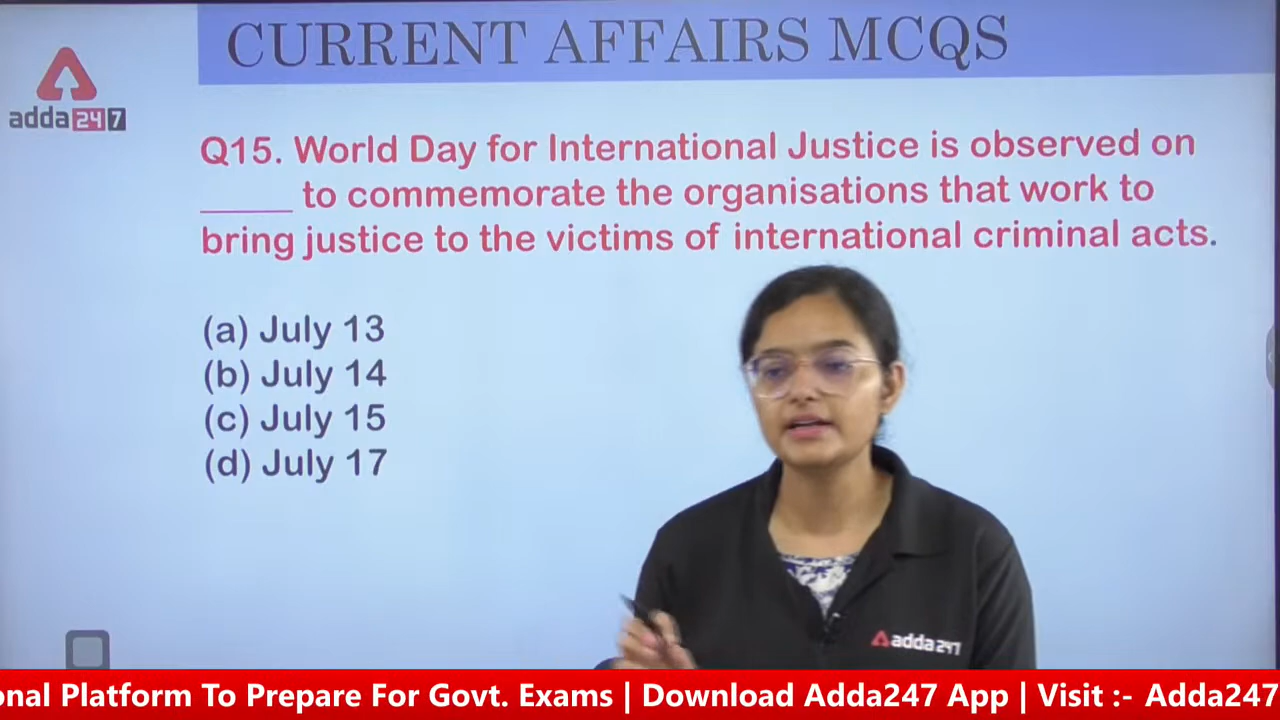 CURRENT AFFAIRS MCQS
adda247
Q15. World Day for International Justice is observed on
_____ to commemorate the organisations that work to
bring justice to the victims of international criminal acts.
(a) July 13
(b) July 14
(c) July 15
(d) July 17
adda247
onal Platform To Prepare For Govt. Exams | Download Adda247 App | Visit :- Adda247